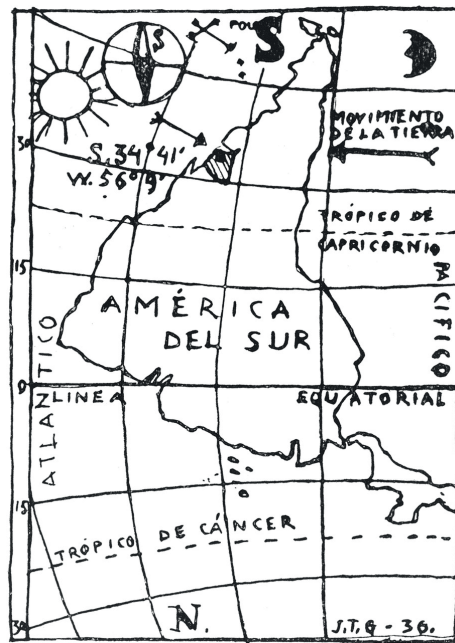 POLO
S
S
30
MOVIMIENTO
DE LA TIERRA
S. 34°41'
W. 56°9'
TRÓPICO DE
CAPRICORNIO
15
PACIFICO
AMÉRICA
DEL SUR
ATLANTICO
0
LINEA ECUATORIAL
15
TRÓPICO DE CÁNCER
30
N.
J.T.G - 36.